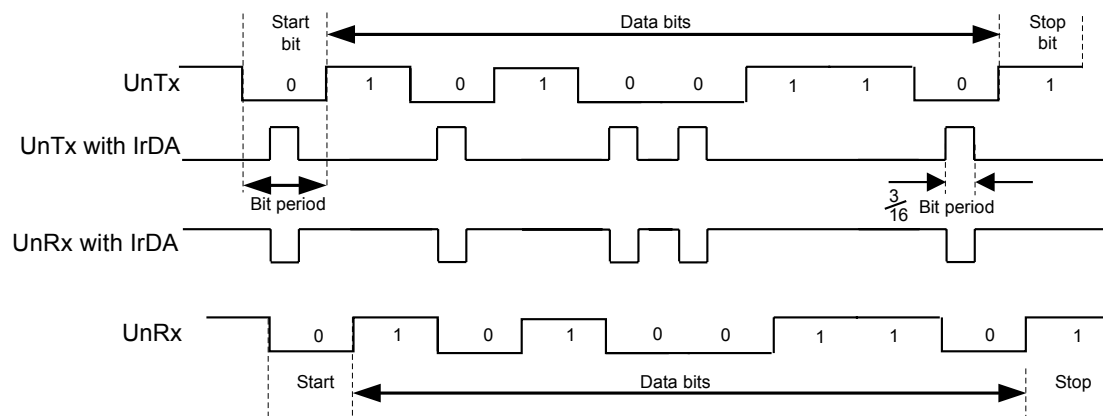 Start
bit
Data bits
Stop
bit
UnTx
0 1 0 1 0 0 1 1 0 1
UnTx with IrDA
Bit period
3
16
Bit period
UnRx with IrDA
UnRx
0 1 0 1 0 0 1 1 0 1
Start
Data bits
Stop